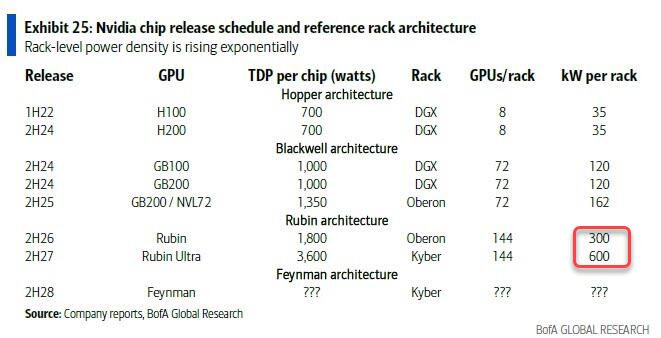 Exhibit 25: Nvidia chip release schedule and reference rack architecture
Rack-level power density is rising exponentially
Release GPU TDP per chip (watts) Rack GPUs/rack kW per rack
Hopper architecture
1H22 H100 700 DGX 8 35
2H24 H200 700 DGX 8 35
Blackwell architecture
2H24 GB100 1,000 DGX 72 120
2H24 GB200 1,000 DGX 72 120
2H25 GB200 / NVL72 1,350 Oberon 72 162
Rubin architecture
2H26 Rubin 1,800 Oberon 144 300
2H27 Rubin Ultra 3,600 Kyber 144 600
Feynman architecture
2H28 Feynman ??? Kyber ??? ???
Source: Company reports, BofA Global Research
BofA GLOBAL RESEARCH